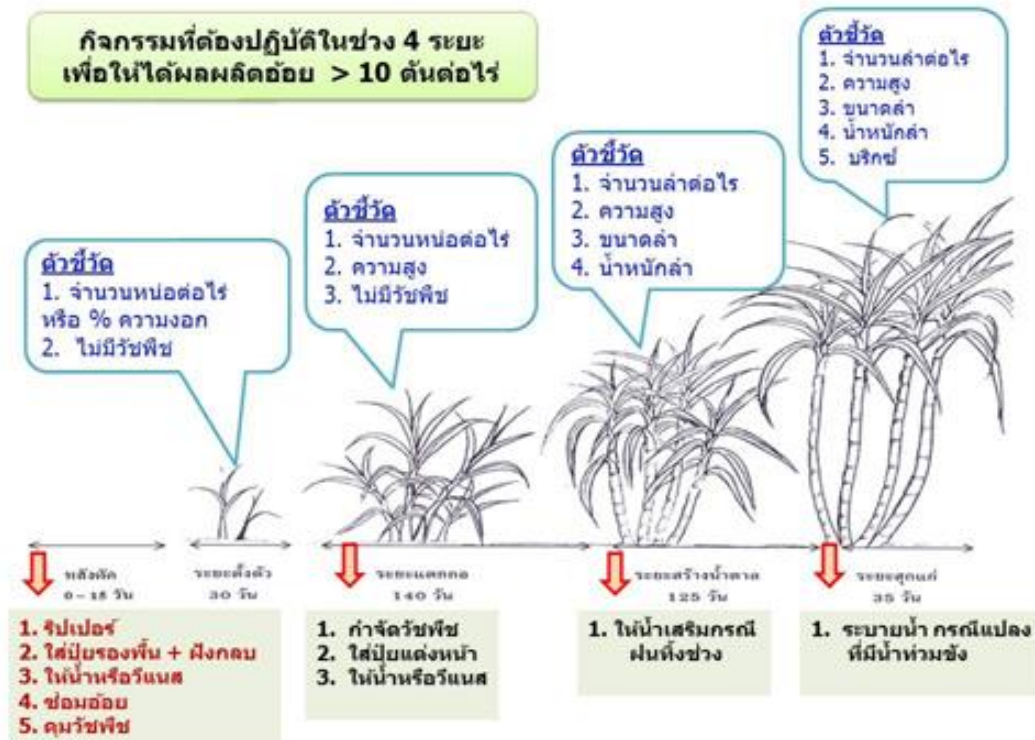 กิจกรรมที่ต้องปฏิบัติในช่วง 4 ระยะ
เพื่อให้ได้ผลผลิตอ้อย > 10 ตันต่อไร่
ตัวชี้วัด
1. จำนวนหน่อต่อไร่
หรือ % ความงอก
2. ไม่มีวัชพืช
ตัวชี้วัด
1. จำนวนหน่อต่อไร่
2. ความสูง
3. ไม่มีวัชพืช
ตัวชี้วัด
1. จำนวนลำต่อไร่
2. ความสูง
3. ขนาดลำ
4. น้ำหนักลำ
ตัวชี้วัด
1. จำนวนลำต่อไร่
2. ความสูง
3. ขนาดลำ
4. น้ำหนักลำ
5. บริกซ์
หลังตัด
0-15 วัน
ระยะตั้งตัว
30 วัน
ระยะแตกกอ
140 วัน
ระยะสร้างน้ำตาล
125 วัน
ระยะสุกแก่
35 วัน
1. ริปเปอร์
2. ใส่ปุ๋ยรองพื้น + ฝังกลบ
3. ให้น้ำหรือวีแนส
4. ซ่อมอ้อย
5. คุมวัชพืช
1. กำจัดวัชพืช
2. ใส่ปุ๋ยแต่งหน้า
3. ให้น้ำหรือวีแนส
1. ให้น้ำเสริมกรณี
ฝนทิ้งช่วง
1. ระบายน้ำ กรณีแปลง
ที่มีน้ำท่วมขัง